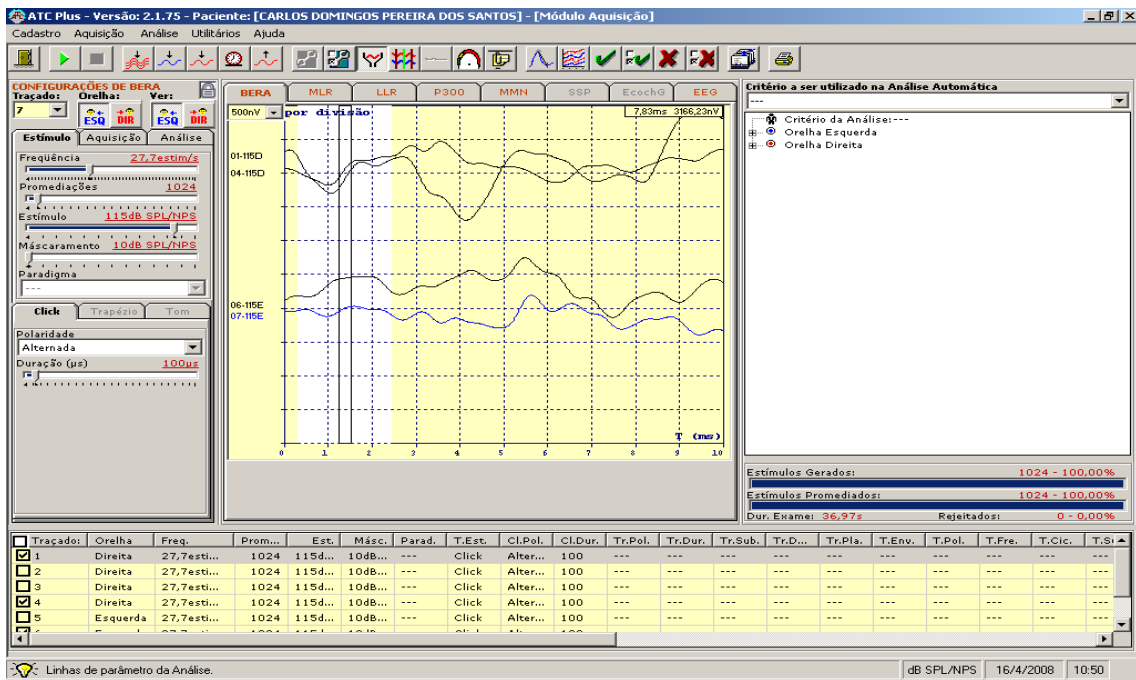 ATC Plus - Versão: 2.1.75 - Paciente: [CARLOS DOMINGOS PEREIRA DOS SANTOS] - [Módulo Aquisição]
Cadastro Aquisição Análise Utilitários Ajuda
CONFIGURAÇÕES DE BERA
Traçado: Orelha: Ver:
7 ESQ DIR ESQ DIR
Estímulo Aquisição Análise
Freqüência 27,7estim/s
Promediações 1024
Estímulo 115dB SPL/NPS
Máscaramento 10dB SPL/NPS
Paradigma
---
Click Trapézio Tom
Polaridade
Alternada
Duração (µs) 100µs
BERA MLR LLR P300 MMN SSP EcochG EEG
500nV por divisão 7,83ms 3166,23nV
01-115D
04-115D
06-115E
07-115E
T (ms)
0 1 2 3 4 5 6 7 8 9 10
Critério a ser utilizado na Análise Automática
---
Critério da Análise:---
Orelha Esquerda
Orelha Direita
Estímulos Gerados: 1024 - 100,00%
Estímulos Promediados: 1024 - 100,00%
Dur. Exame: 36,97s Rejeitados: 0 - 0,00%
Traçado: Orelha Freq. Prom... Est. Másc. Parad. T.Est. Cl.Pol. Cl.Dur. Tr.Pol. Tr.Dur. Tr.Sub. Tr.D... Tr.Pla. T.Env. T.Pol. T.Fre. T.Cic.
1 Direita 27,7esti... 1024 115d... 10dB... --- Click Alter... 100 --- --- --- --- --- --- --- --- --- ---
2 Direita 27,7esti... 1024 115d... 10dB... --- Click Alter... 100 --- --- --- --- --- --- --- --- --- ---
3 Direita 27,7esti... 1024 115d... 10dB... --- Click Alter... 100 --- --- --- --- --- --- --- --- --- ---
4 Direita 27,7esti... 1024 115d... 10dB... --- Click Alter... 100 --- --- --- --- --- --- --- --- --- ---
5 Esquerda 27,7esti... 1024 115d... 10dB... --- Click Alter... 100 --- --- --- --- --- --- --- --- --- ---
Linhas de parâmetro da Análise. dB SPL/NPS 16/4/2008 10:50